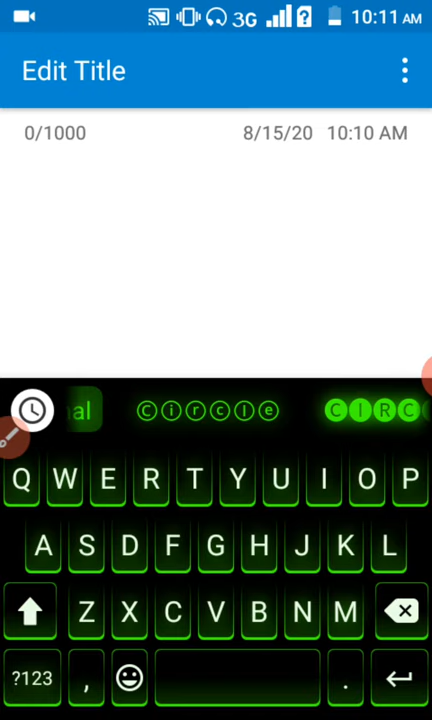 3G ? 10:11 AM
Edit Title
0/1000 8/15/20 10:10 AM
al Ⓒⓘⓡⓒⓛⓔ 🅒🅘🅡🅒
Q W E R T Y U I O P
A S D F G H J K L
Z X C V B N M
?123 , .